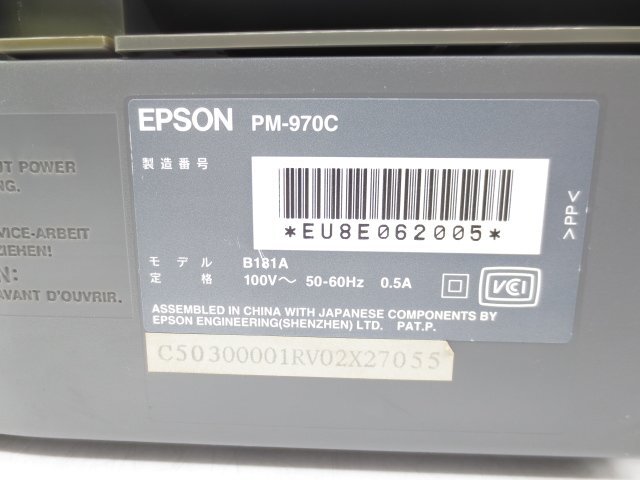 EPSON PM-970C
製造番号
*EU8E062005*
モデル B181A
定格 100V～ 50-60Hz 0.5A
VCI
ASSEMBLED IN CHINA WITH JAPANESE COMPONENTS BY
EPSON ENGINEERING(SHENZHEN) LTD. PAT.P.
>PP<
C50300001RV02X27055
POWER
NG.
VICE-ARBEIT
ZIEHEN!
N:
AVANT D'OUVRIR.